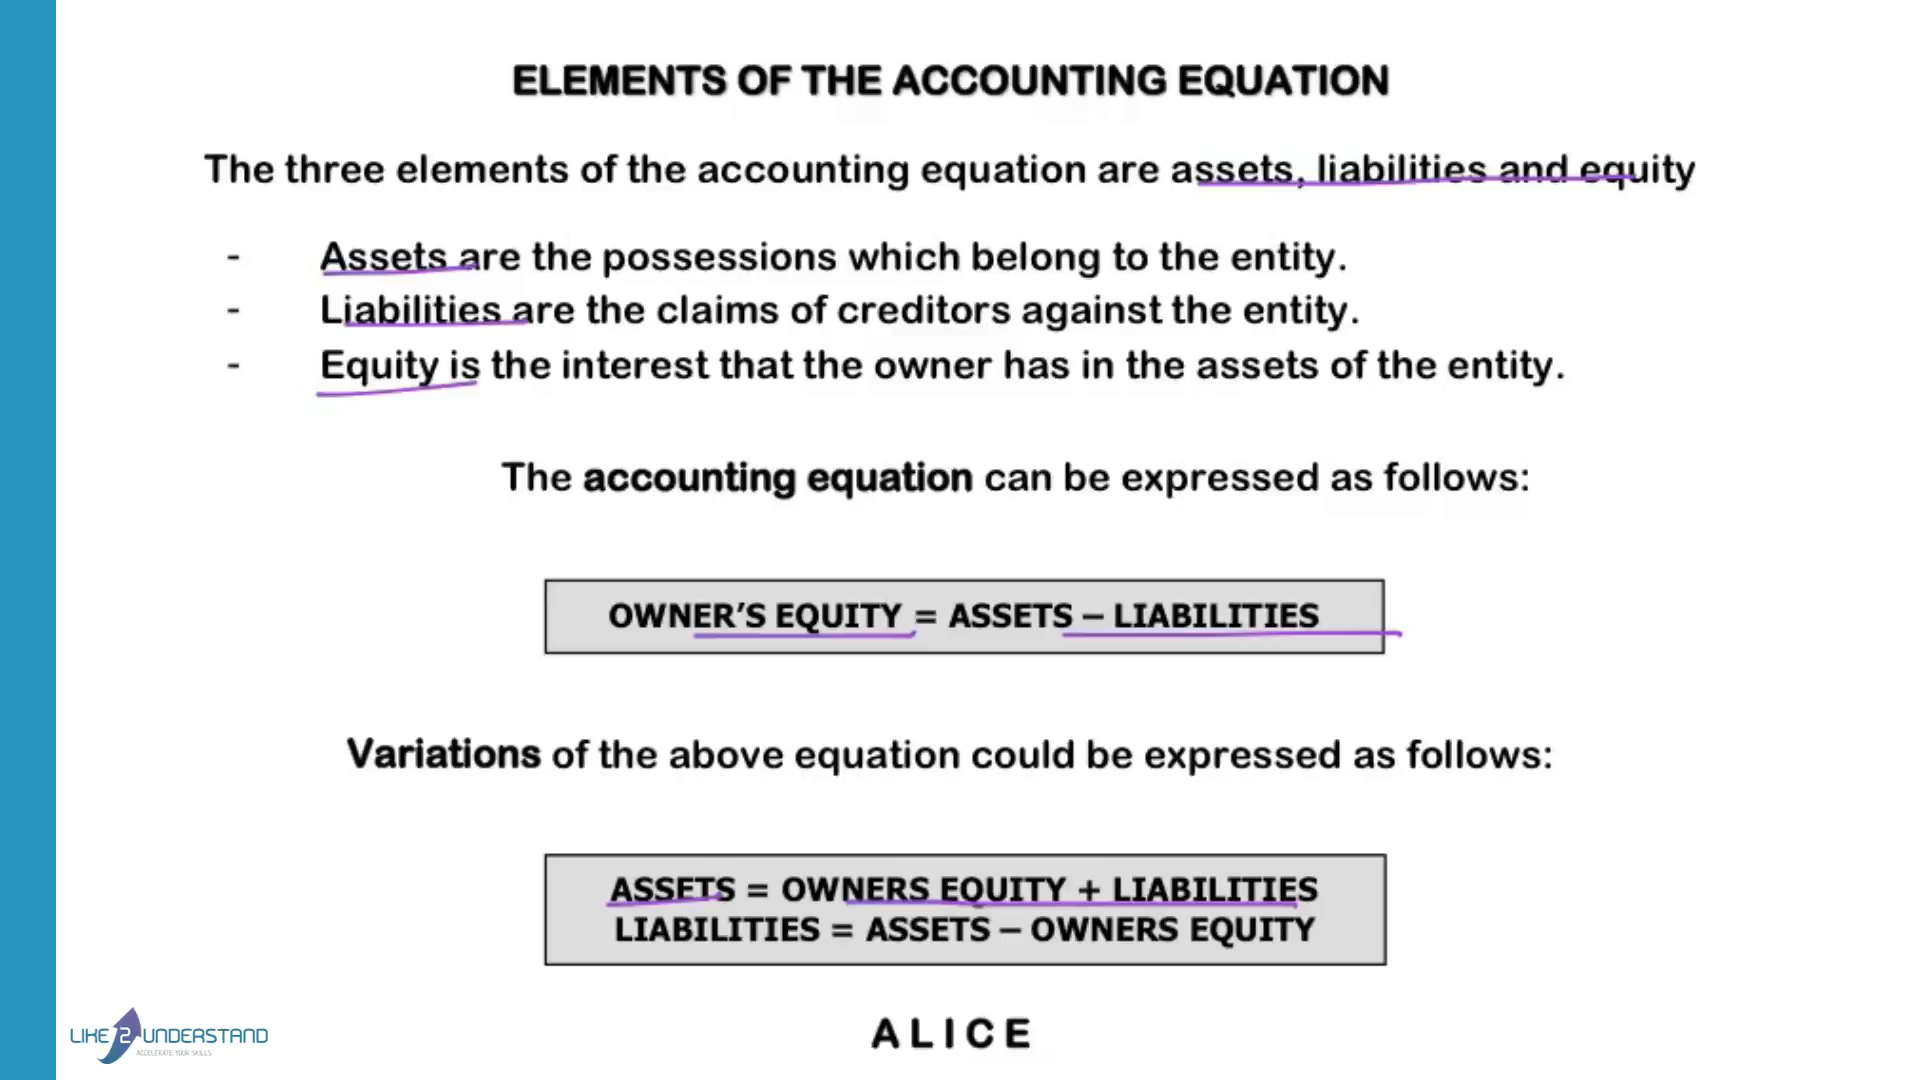 ELEMENTS OF THE ACCOUNTING EQUATION
The three elements of the accounting equation are assets, liabilities and equity
- Assets are the possessions which belong to the entity.
- Liabilities are the claims of creditors against the entity.
- Equity is the interest that the owner has in the assets of the entity.
The accounting equation can be expressed as follows:
OWNER’S EQUITY = ASSETS – LIABILITIES
Variations of the above equation could be expressed as follows:
ASSETS = OWNERS EQUITY + LIABILITIES
LIABILITIES = ASSETS – OWNERS EQUITY
LIKE 2 UNDERSTAND
ACCELERATE YOUR SKILLS
A L I C E